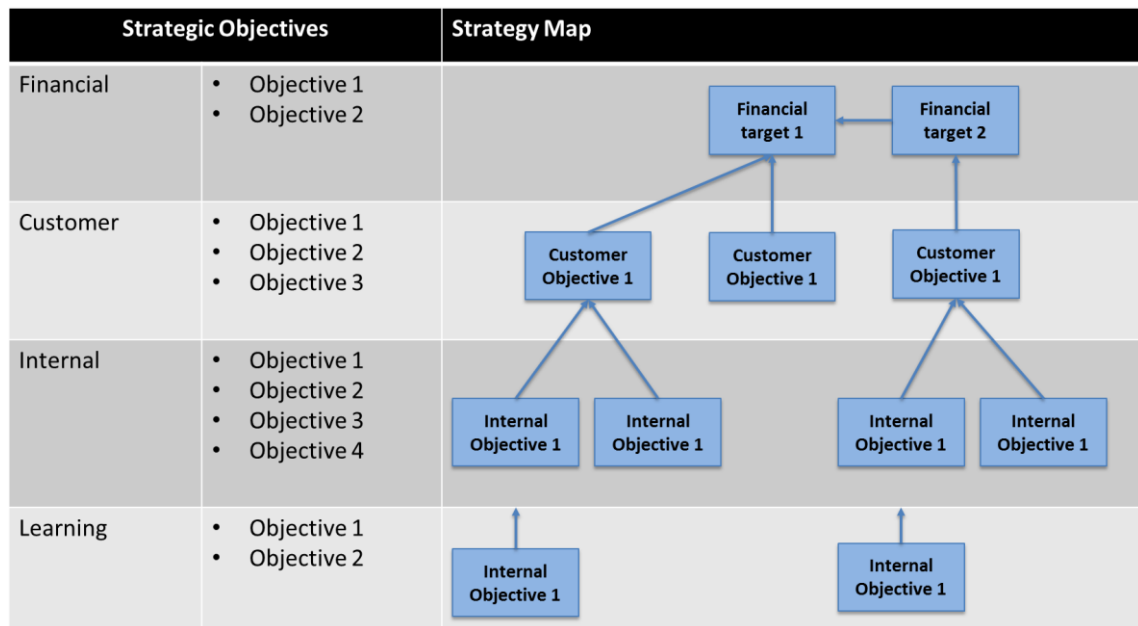 Strategic Objectives
Strategy Map
Financial
• Objective 1
• Objective 2
Financial
target 1
Financial
target 2
Customer
• Objective 1
• Objective 2
• Objective 3
Customer
Objective 1
Customer
Objective 1
Customer
Objective 1
Internal
• Objective 1
• Objective 2
• Objective 3
• Objective 4
Internal
Objective 1
Internal
Objective 1
Internal
Objective 1
Internal
Objective 1
Learning
• Objective 1
• Objective 2
Internal
Objective 1
Internal
Objective 1